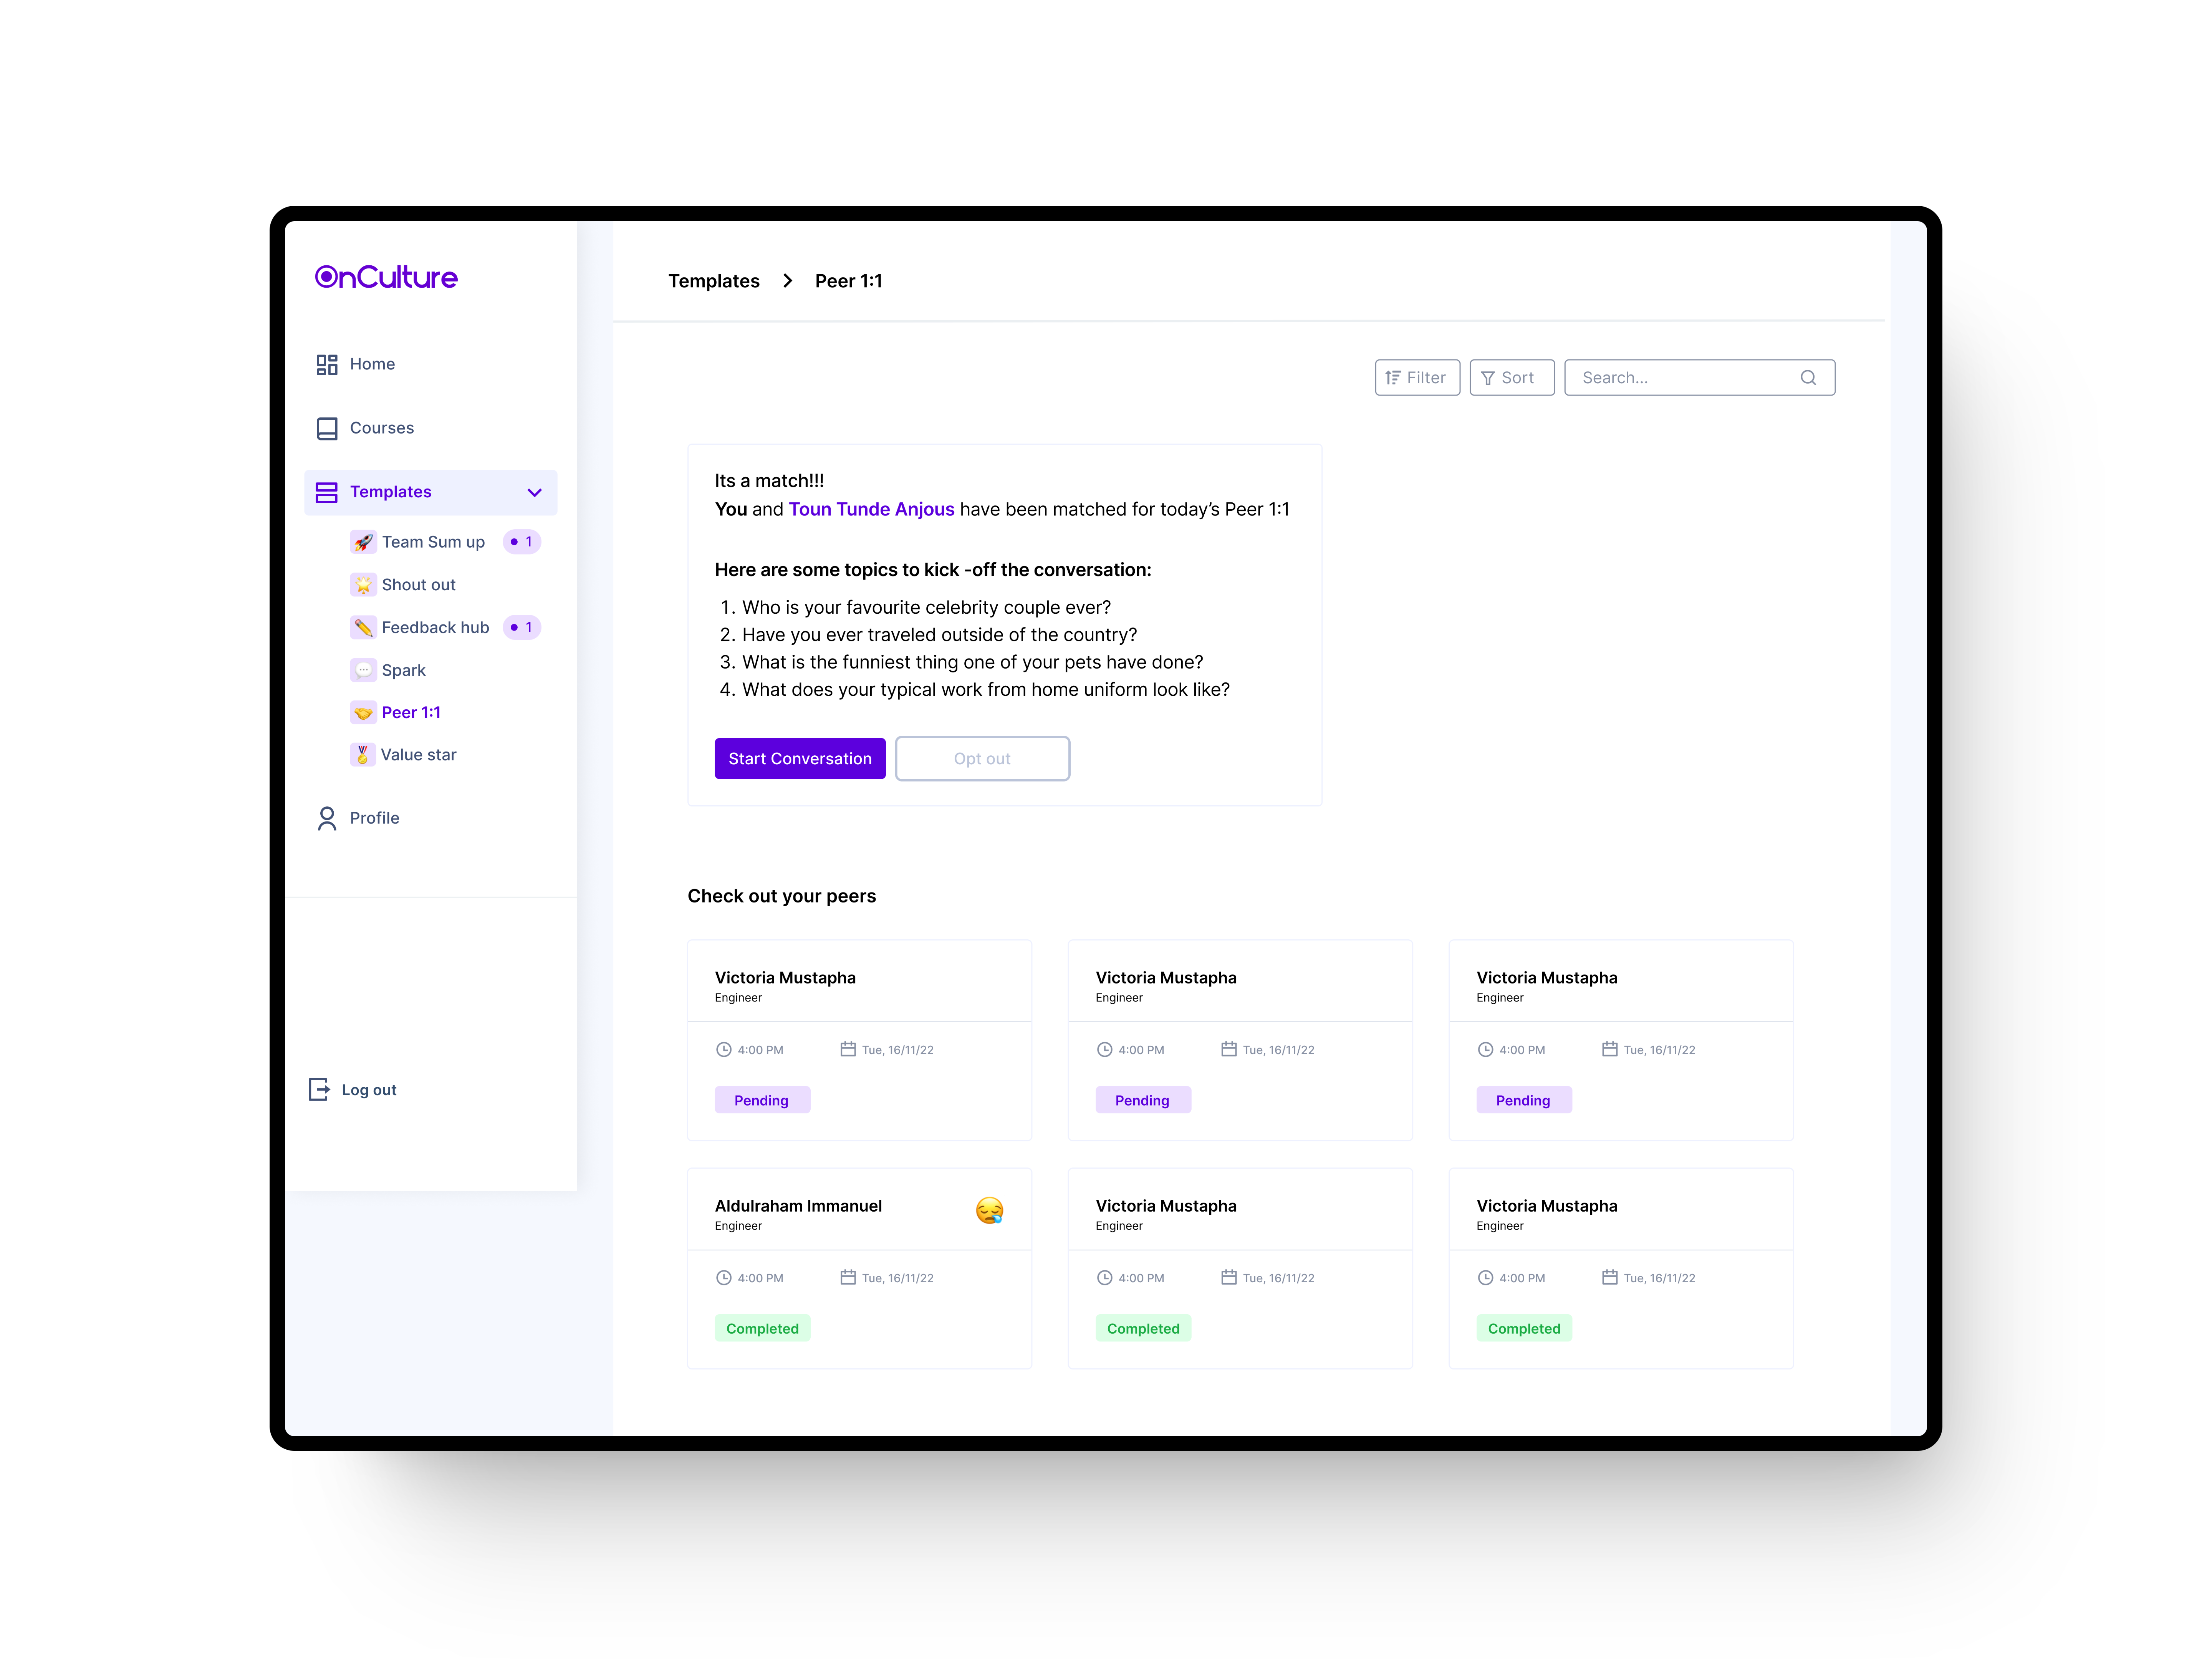 OnCulture
Home
Courses
Templates
Team Sum up 1
Shout out
Feedback hub 1
Spark
Peer 1:1
Value star
Profile
Log out
Templates > Peer 1:1
Filter
Sort
Search...
Its a match!!!
You and Toun Tunde Anjous have been matched for today’s Peer 1:1
Here are some topics to kick -off the conversation:
1. Who is your favourite celebrity couple ever?
2. Have you ever traveled outside of the country?
3. What is the funniest thing one of your pets have done?
4. What does your typical work from home uniform look like?
Start Conversation
Opt out
Check out your peers
Victoria Mustapha
Engineer
4:00 PM
Tue, 16/11/22
Pending
Victoria Mustapha
Engineer
4:00 PM
Tue, 16/11/22
Pending
Victoria Mustapha
Engineer
4:00 PM
Tue, 16/11/22
Pending
Aldulraham Immanuel
Engineer
4:00 PM
Tue, 16/11/22
Completed
Victoria Mustapha
Engineer
4:00 PM
Tue, 16/11/22
Completed
Victoria Mustapha
Engineer
4:00 PM
Tue, 16/11/22
Completed